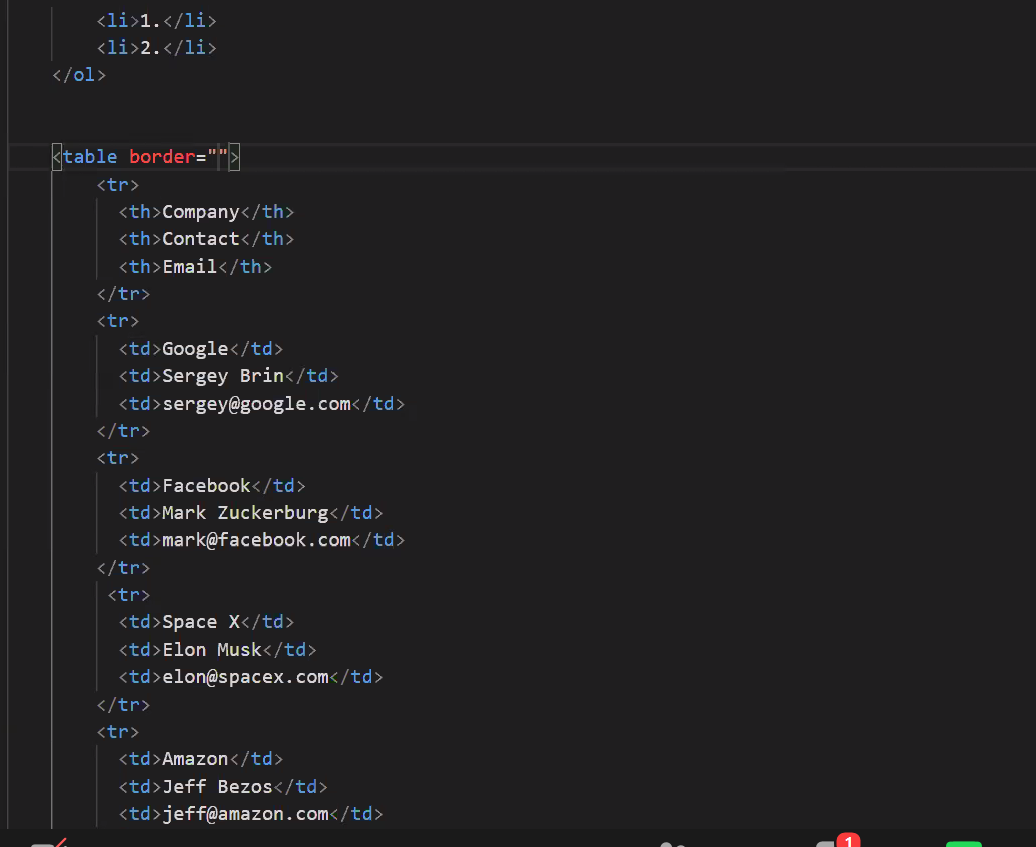 <li>1.</li>
<li>2.</li>
</ol>
<table border="">
<tr>
<th>Company</th>
<th>Contact</th>
<th>Email</th>
</tr>
<tr>
<td>Google</td>
<td>Sergey Brin</td>
<td>sergey@google.com</td>
</tr>
<tr>
<td>Facebook</td>
<td>Mark Zuckerburg</td>
<td>mark@facebook.com</td>
</tr>
<tr>
<td>Space X</td>
<td>Elon Musk</td>
<td>elon@spacex.com</td>
</tr>
<tr>
<td>Amazon</td>
<td>Jeff Bezos</td>
<td>jeff@amazon.com</td>
1